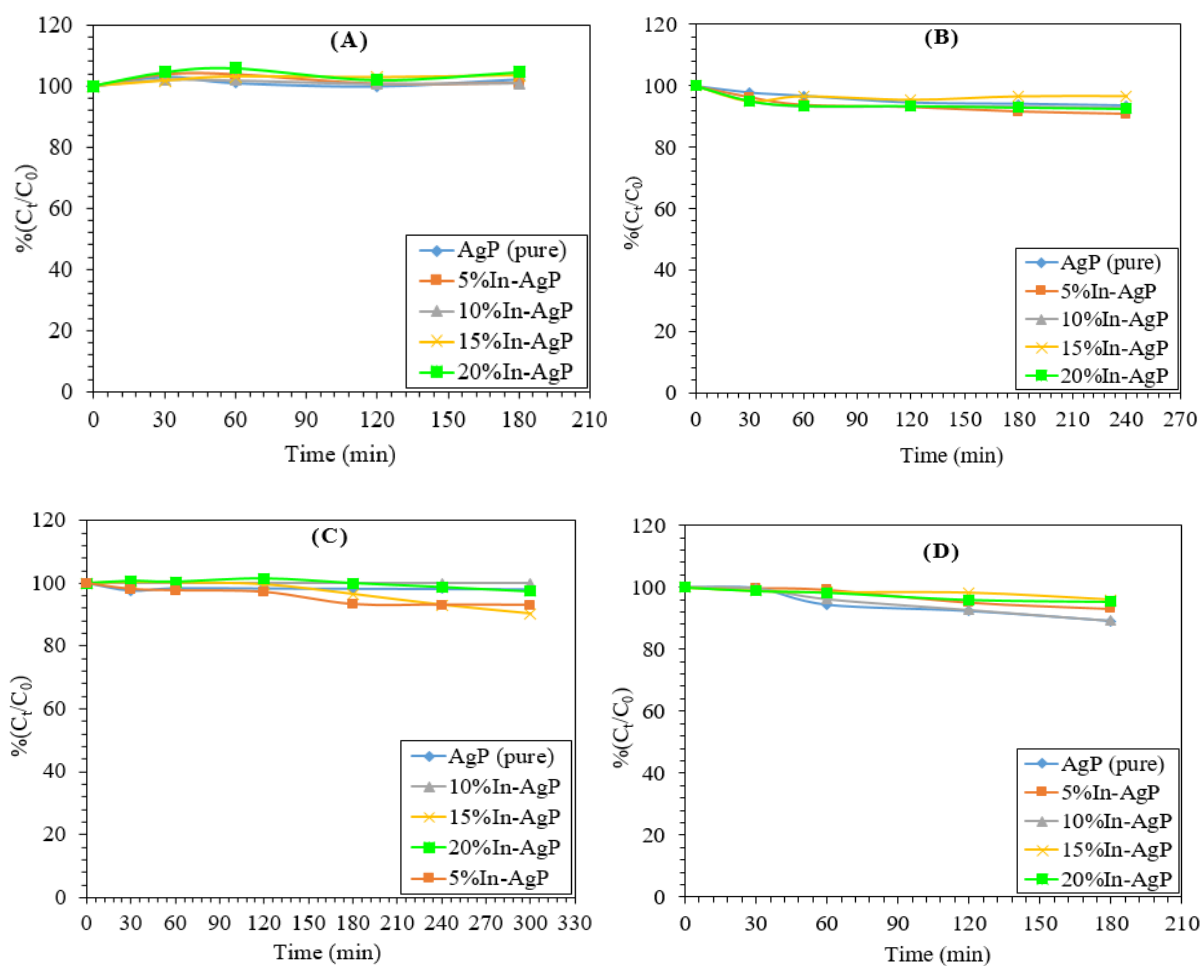 (A)
120
100
80
60
40
20
0
%(Cₜ/C₀)
AgP (pure)
5%In-AgP
10%In-AgP
15%In-AgP
20%In-AgP
0 30 60 90 120 150 180 210
Time (min)
(B)
120
100
80
60
40
20
0
%(Cₜ/C₀)
AgP (pure)
5%In-AgP
10%In-AgP
15%In-AgP
20%In-AgP
0 30 60 90 120 150 180 210 240 270
Time (min)
(C)
120
100
80
60
40
20
0
%(Cₜ/C₀)
AgP (pure)
10%In-AgP
15%In-AgP
20%In-AgP
5%In-AgP
0 30 60 90 120 150 180 210 240 270 300 330
Time (min)
(D)
120
100
80
60
40
20
0
%(Cₜ/C₀)
AgP (pure)
5%In-AgP
10%In-AgP
15%In-AgP
20%In-AgP
0 30 60 90 120 150 180 210
Time (min)